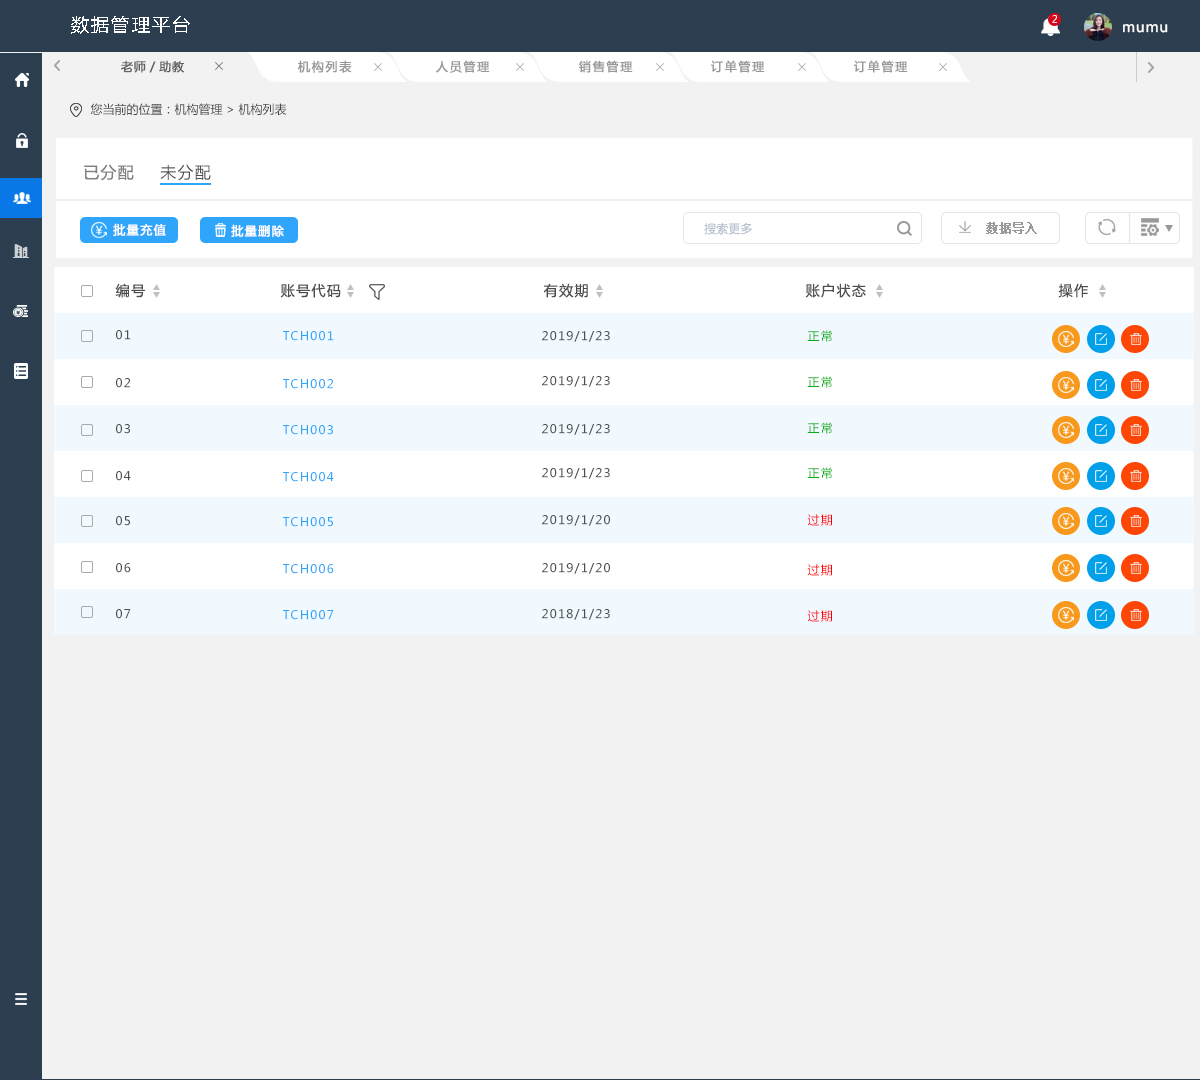 数据管理平台
2
mumu
老师 / 助教
机构列表
人员管理
销售管理
订单管理
订单管理
您当前的位置：机构管理 > 机构列表
已分配
未分配
批量充值
批量删除
搜索更多
数据导入
编号 账号代码 有效期 账户状态 操作
01 TCH001 2019/1/23 正常
02 TCH002 2019/1/23 正常
03 TCH003 2019/1/23 正常
04 TCH004 2019/1/23 正常
05 TCH005 2019/1/20 过期
06 TCH006 2019/1/20 过期
07 TCH007 2018/1/23 过期